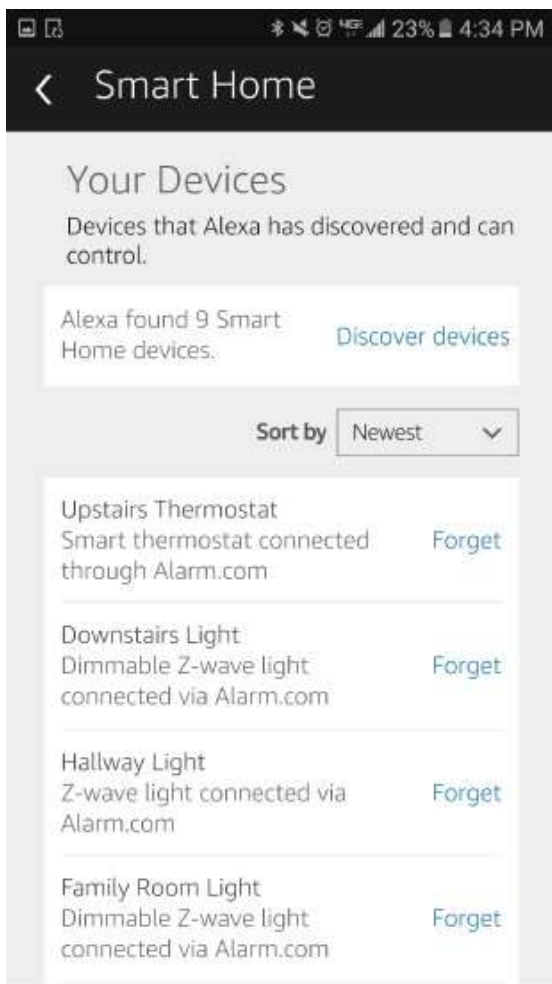 23% 4:34 PM
Smart Home
Your Devices
Devices that Alexa has discovered and can
control.
Alexa found 9 Smart
Home devices.
Discover devices
Sort by Newest
Upstairs Thermostat
Smart thermostat connected
through Alarm.com
Forget
Downstairs Light
Dimmable Z-wave light
connected via Alarm.com
Forget
Hallway Light
Z-wave light connected via
Alarm.com
Forget
Family Room Light
Dimmable Z-wave light
connected via Alarm.com
Forget